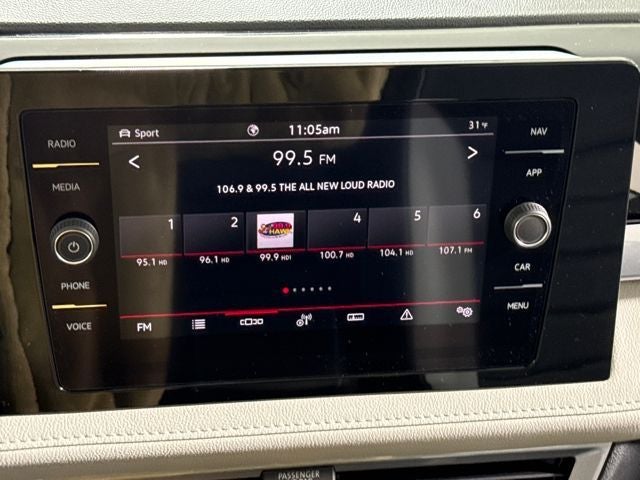 RADIO
MEDIA
PHONE
VOICE
Sport 11:05am 31°F
99.5 FM
106.9 & 99.5 THE ALL NEW LOUD RADIO
1 2 4 5 6
HAWK
95.1 HD 96.1 HD 99.9 HD1 100.7 HD 104.1 HD 107.1 FM
FM
NAV
APP
CAR
MENU
PASSENGER